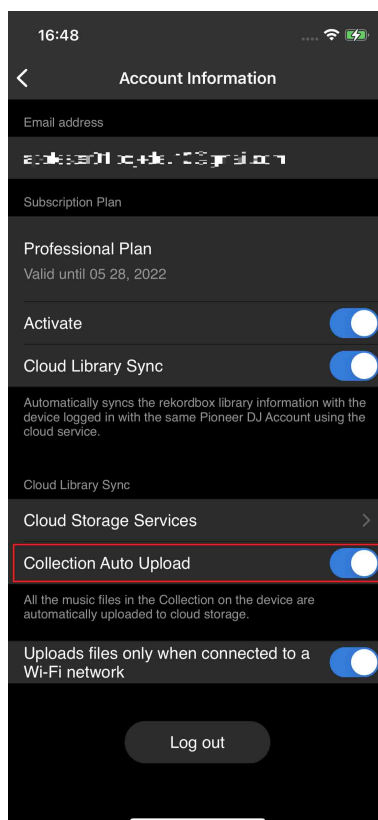 16:48
Account Information
Email address
Subscription Plan
Professional Plan
Valid until 05 28, 2022
Activate
Cloud Library Sync
Automatically syncs the rekordbox library information with the
device logged in with the same Pioneer DJ Account using the
cloud service.
Cloud Library Sync
Cloud Storage Services
Collection Auto Upload
All the music files in the Collection on the device are
automatically uploaded to cloud storage.
Uploads files only when connected to a
Wi-Fi network
Log out